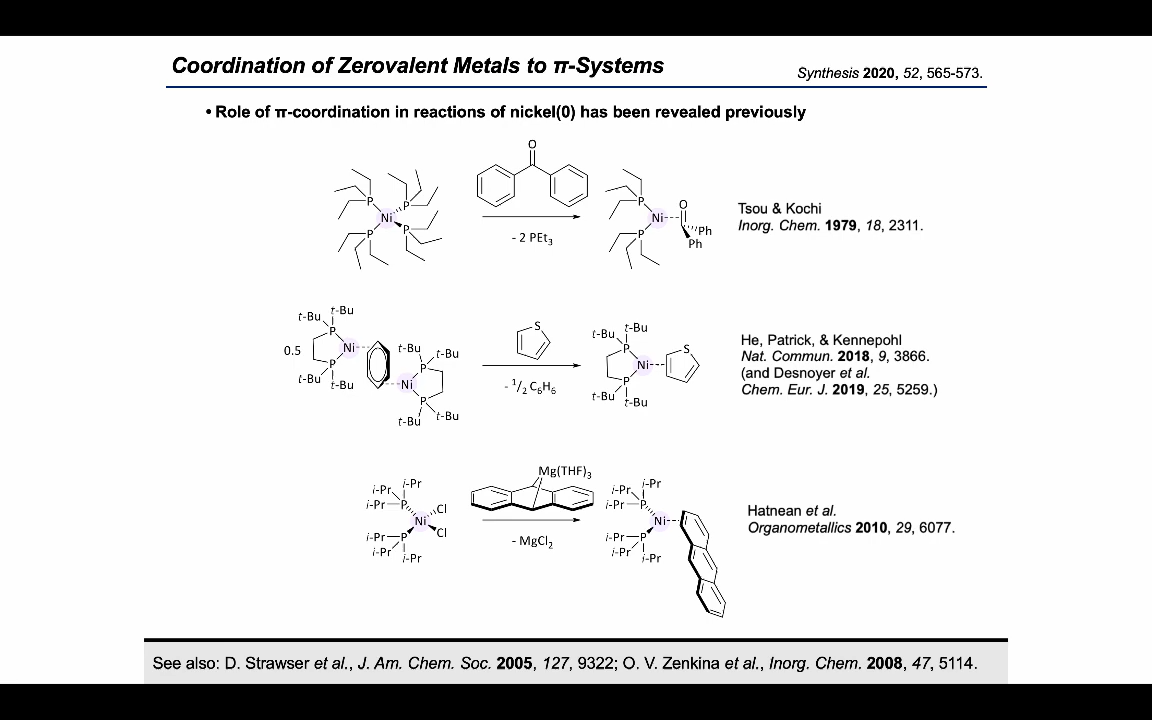 Coordination of Zerovalent Metals to π-Systems
Synthesis 2020, 52, 565-573.
• Role of π-coordination in reactions of nickel(0) has been revealed previously
O
P
P
Ni
P
P
- 2 PEt3
P
Ni
P
O
Ph
Ph
Tsou & Kochi
Inorg. Chem. 1979, 18, 2311.
0.5
t-Bu
t-Bu
P
Ni
P
t-Bu
t-Bu
t-Bu
t-Bu
P
Ni
P
t-Bu
t-Bu
S
- 1/2 C6H6
t-Bu
t-Bu
P
Ni
P
t-Bu
t-Bu
S
He, Patrick, & Kennepohl
Nat. Commun. 2018, 9, 3866.
(and Desnoyer et al.
Chem. Eur. J. 2019, 25, 5259.)
i-Pr
i-Pr
i-Pr
P
Cl
Ni
Cl
P
i-Pr
i-Pr
i-Pr
Mg(THF)3
- MgCl2
i-Pr
i-Pr
i-Pr
P
Ni
P
i-Pr
i-Pr
i-Pr
Hatnean et al.
Organometallics 2010, 29, 6077.
See also: D. Strawser et al., J. Am. Chem. Soc. 2005, 127, 9322; O. V. Zenkina et al., Inorg. Chem. 2008, 47, 5114.